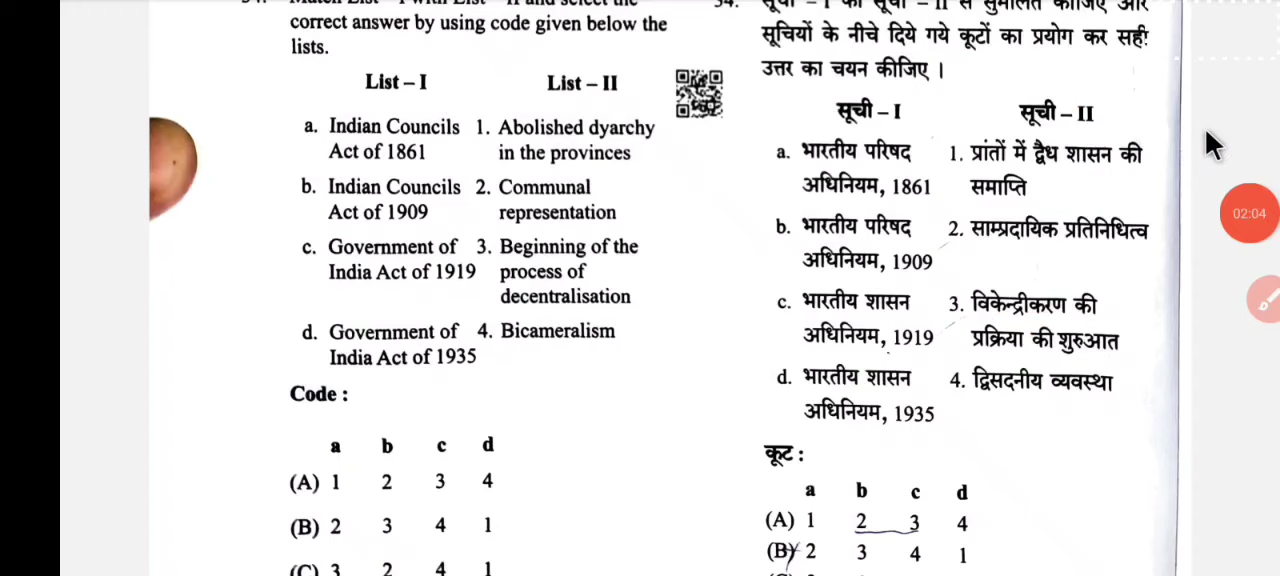 correct answer by using code given below the
lists.
List – I List – II
a. Indian Councils 1. Abolished dyarchy
Act of 1861 in the provinces
b. Indian Councils 2. Communal
Act of 1909 representation
c. Government of 3. Beginning of the
India Act of 1919 process of
decentralisation
d. Government of 4. Bicameralism
India Act of 1935
Code :
a b c d
(A) 1 2 3 4
(B) 2 3 4 1
(C) 3 2 4 1
सूचियों के नीचे दिये गये कूटों का प्रयोग कर सही
उत्तर का चयन कीजिए ।
सूची – I सूची – II
a. भारतीय परिषद 1. प्रांतों में द्वैध शासन की
अधिनियम, 1861 समाप्ति
b. भारतीय परिषद 2. साम्प्रदायिक प्रतिनिधित्व
अधिनियम, 1909
c. भारतीय शासन 3. विकेन्द्रीकरण की
अधिनियम, 1919 प्रक्रिया की शुरुआत
d. भारतीय शासन 4. द्विसदनीय व्यवस्था
अधिनियम, 1935
कूट :
a b c d
(A) 1 2 3 4
(B) 2 3 4 1
02:04